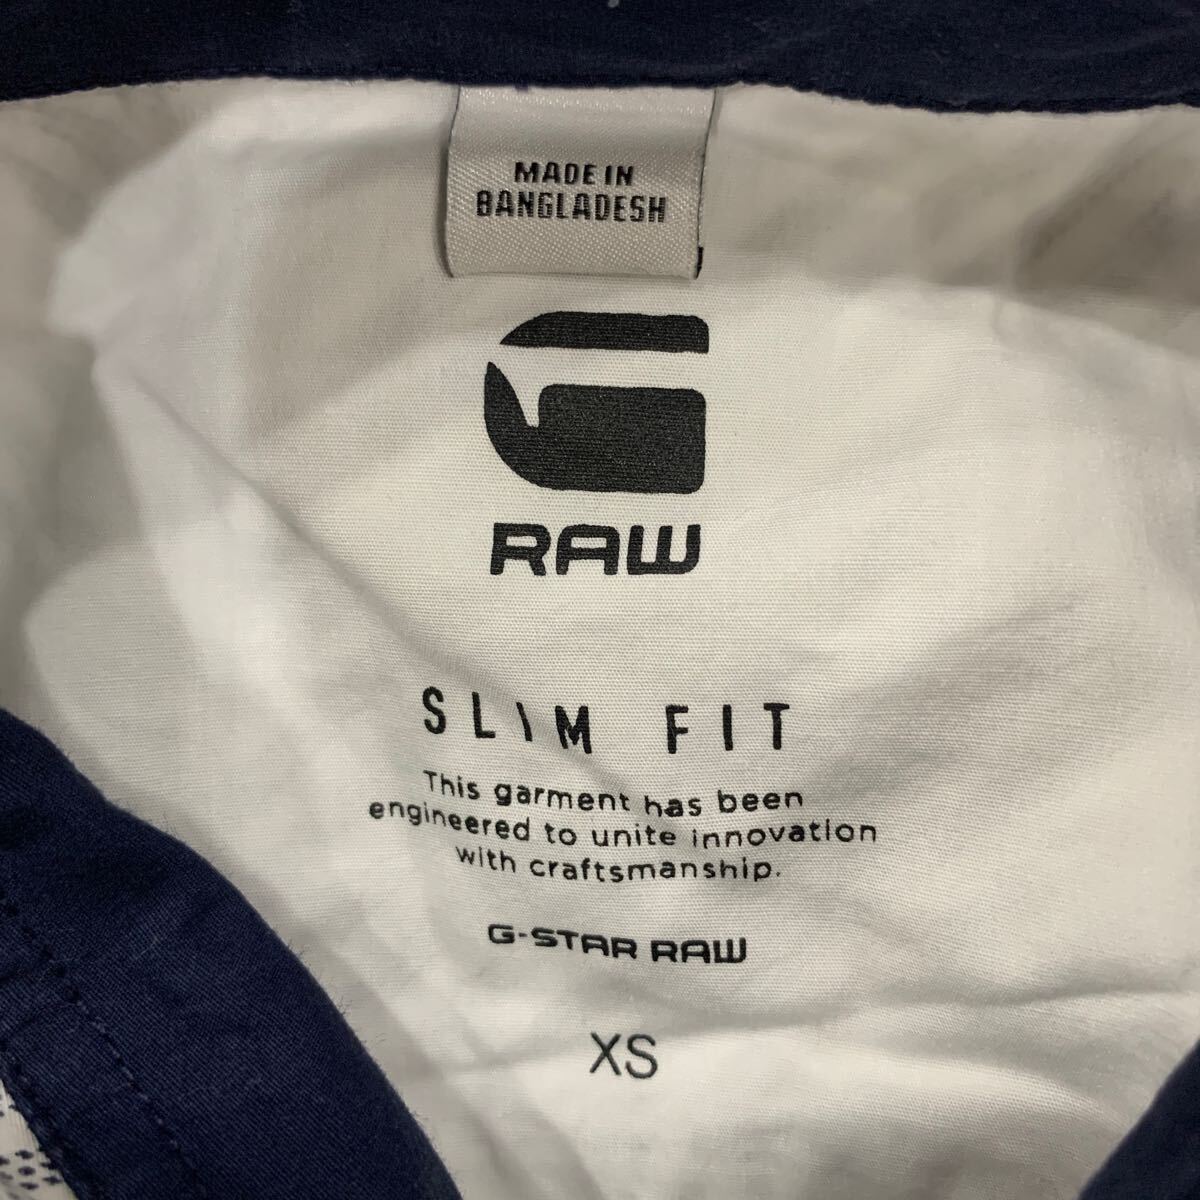 MADE IN
BANGLADESH
G
RAW
SLIM FIT
This garment has been
engineered to unite innovation
with craftsmanship.
G-STAR RAW
XS